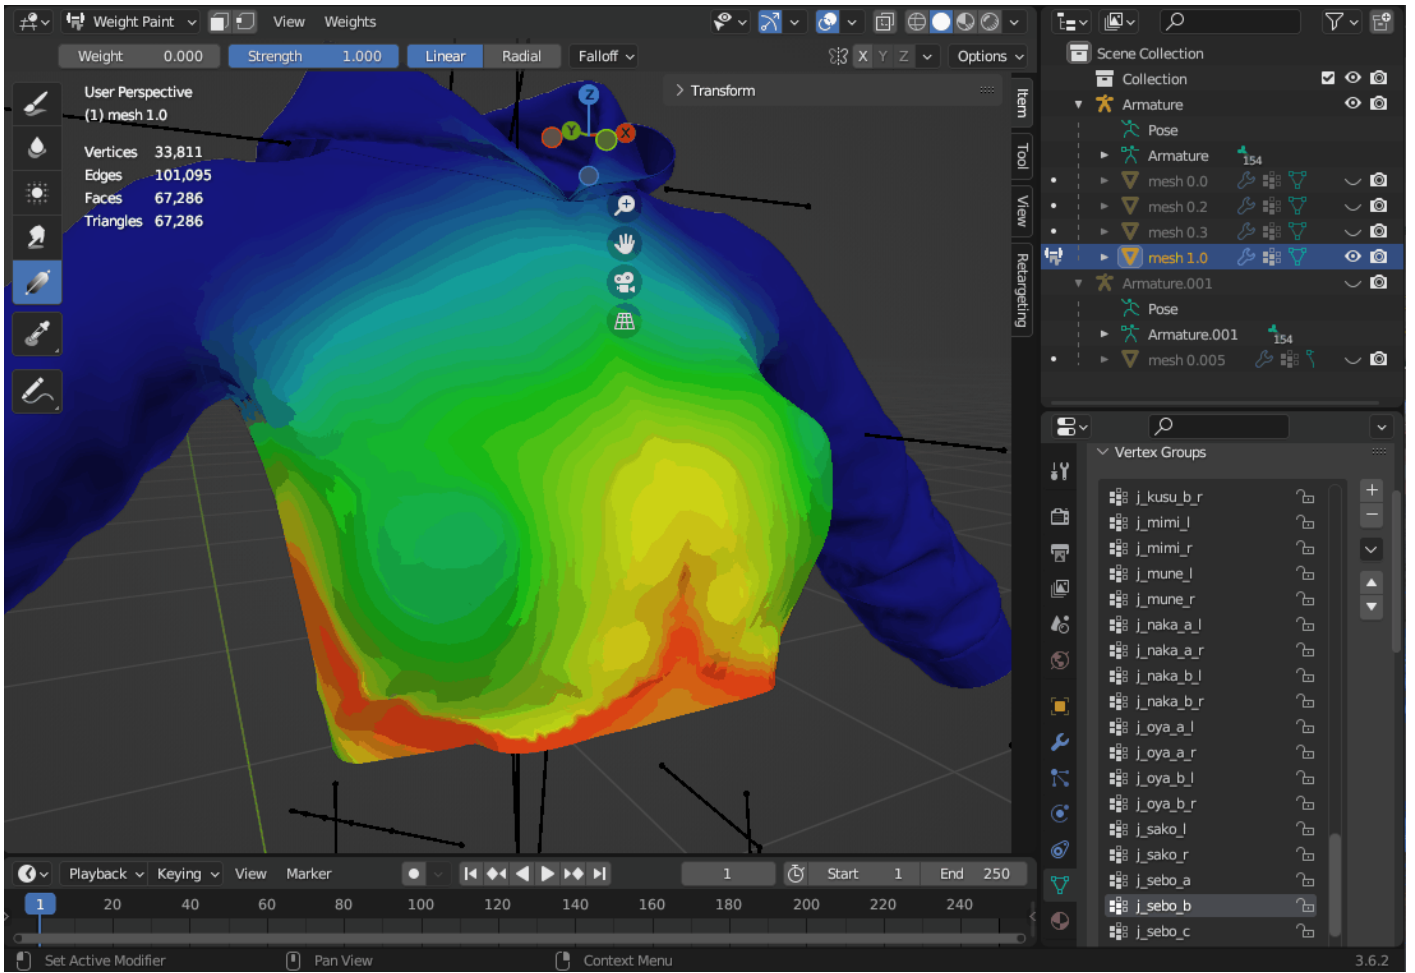 Weight Paint View Weights
Weight 0.000 Strength 1.000 Linear Radial Falloff X Y Z Options
User Perspective
(1) mesh 1.0
Vertices 33,811
Edges 101,095
Faces 67,286
Triangles 67,286
Z
Y
X
Transform
Item
Tool
View
Retargeting
Scene Collection
Collection
Armature
Pose
Armature 154
mesh 0.0
mesh 0.2
mesh 0.3
mesh 1.0
Armature.001
Pose
Armature.001 154
mesh 0.005
Vertex Groups
j_kusu_b_r
j_mimi_l
j_mimi_r
j_mune_l
j_mune_r
j_naka_a_l
j_naka_a_r
j_naka_b_l
j_naka_b_r
j_oya_a_l
j_oya_a_r
j_oya_b_l
j_oya_b_r
j_sako_l
j_sako_r
j_sebo_a
j_sebo_b
j_sebo_c
Playback Keying View Marker 1 Start 1 End 250
1 20 40 60 80 100 120 140 160 180 200 220 240
Set Active Modifier Pan View Context Menu 3.6.2